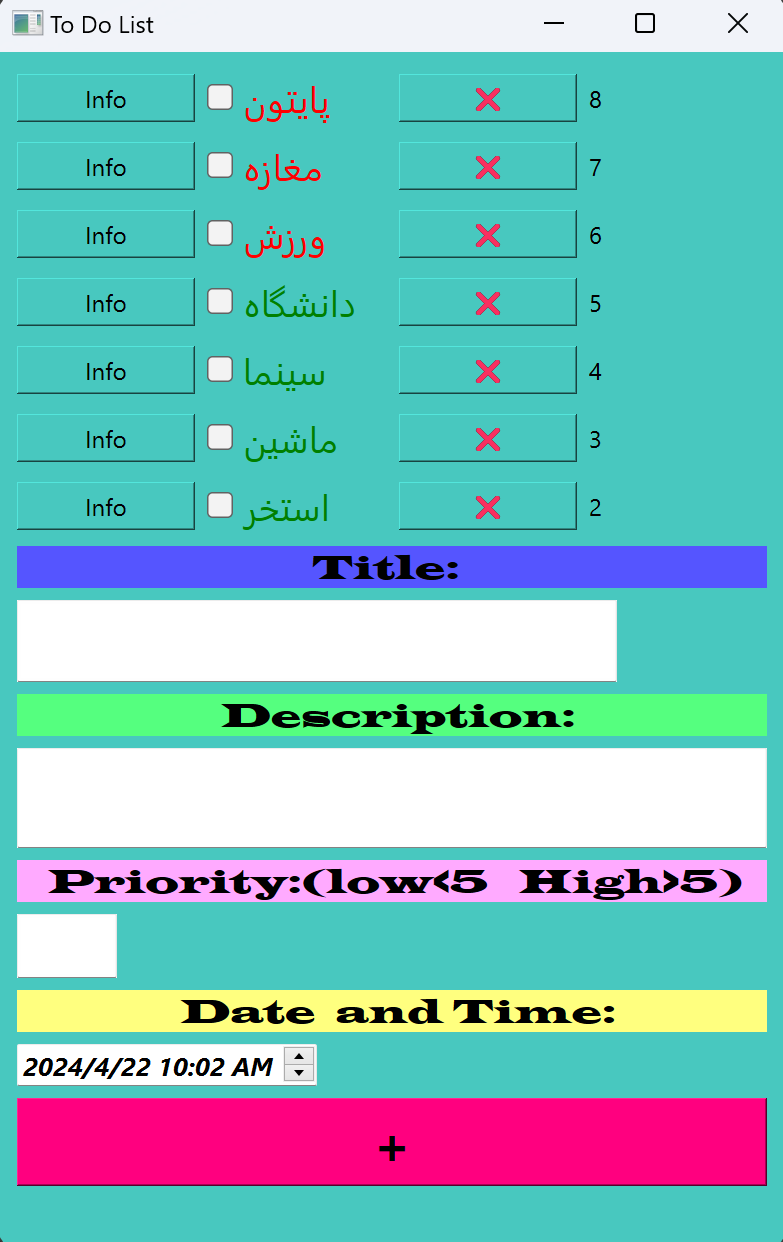 To Do List
Info پایتون ❌ 8
Info مغازه ❌ 7
Info ورزش ❌ 6
Info دانشگاه ❌ 5
Info سینما ❌ 4
Info ماشین ❌ 3
Info استخر ❌ 2
Title:
Description:
Priority:(low<5 High>5)
Date and Time:
2024/4/22 10:02 AM
+